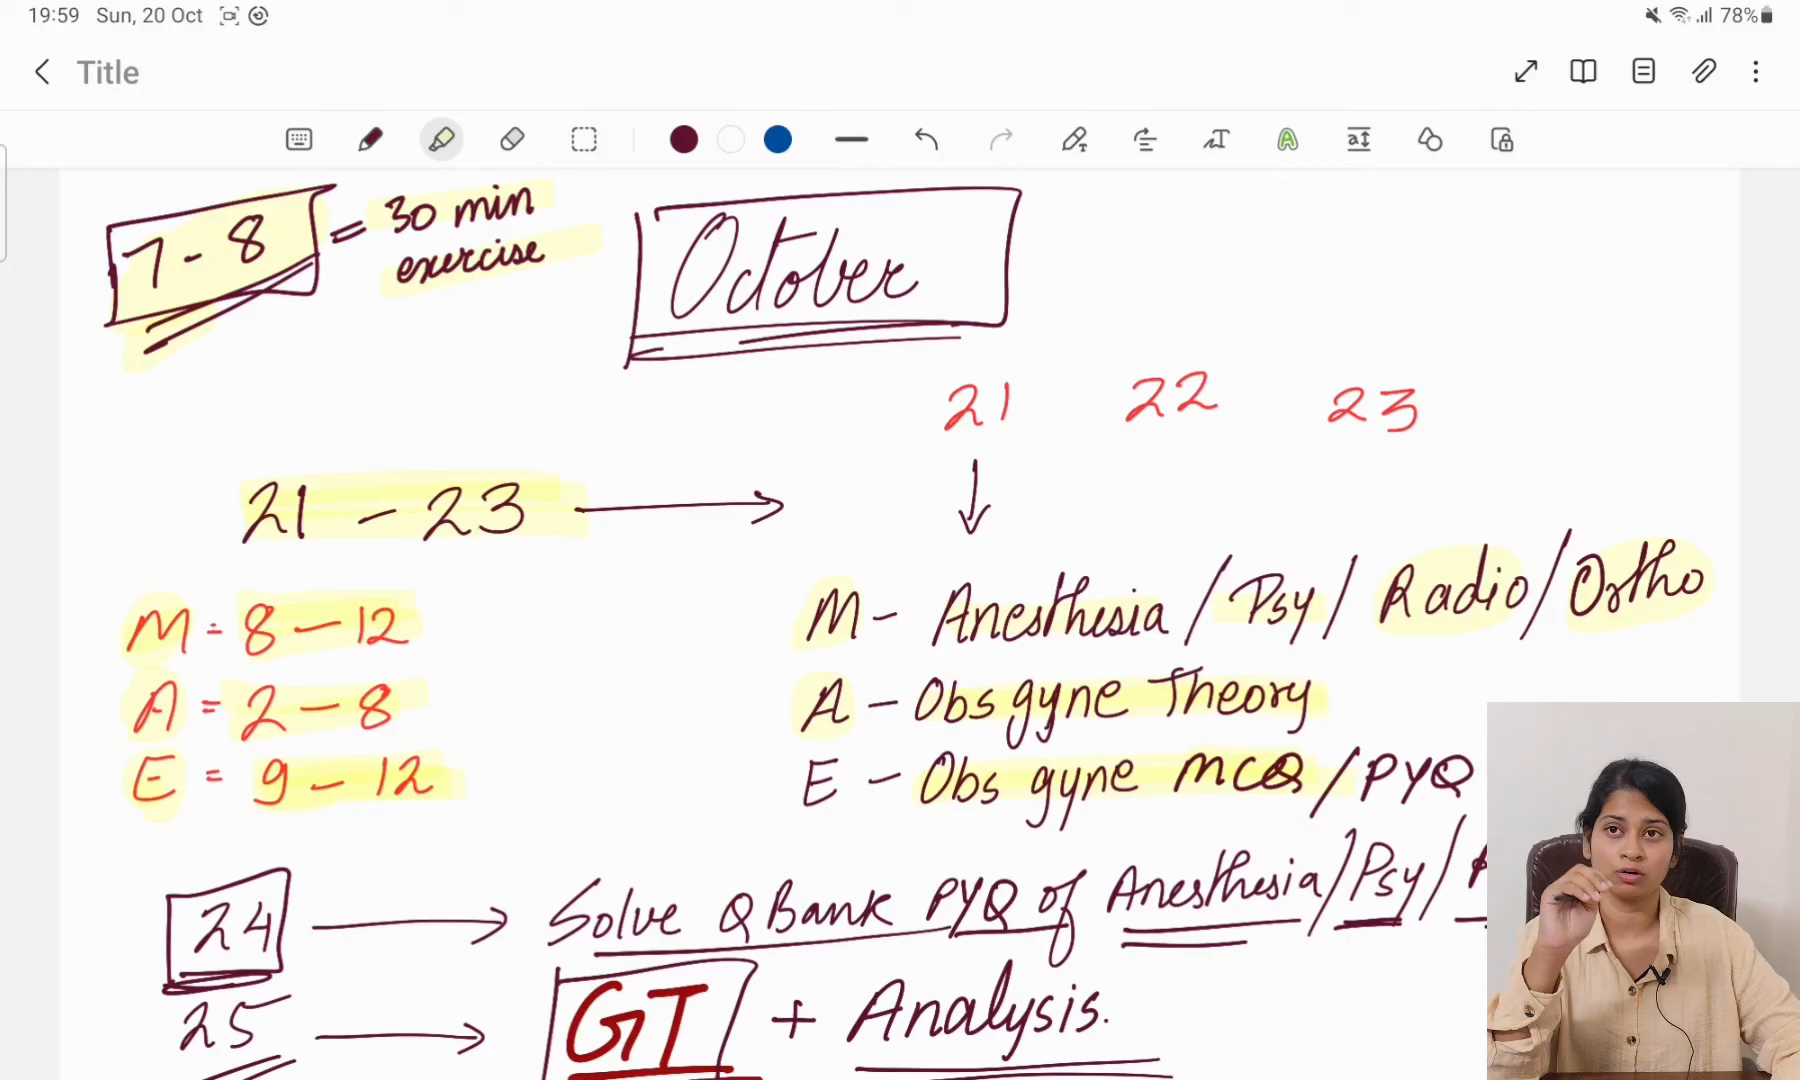 19:59 Sun, 20 Oct 78%
Title
7 - 8 = 30 min
exercise
October
21 22 23
21 - 23
M - Anesthesia / Psy / Radio / Ortho
M = 8 - 12
A - Obs gyne Theory
A = 2 - 8
E - Obs gyne MCQ / PYQ
E = 9 - 12
24 → Solve Q Bank PYQ of Anesthesia / Psy /
25 → GT + Analysis.